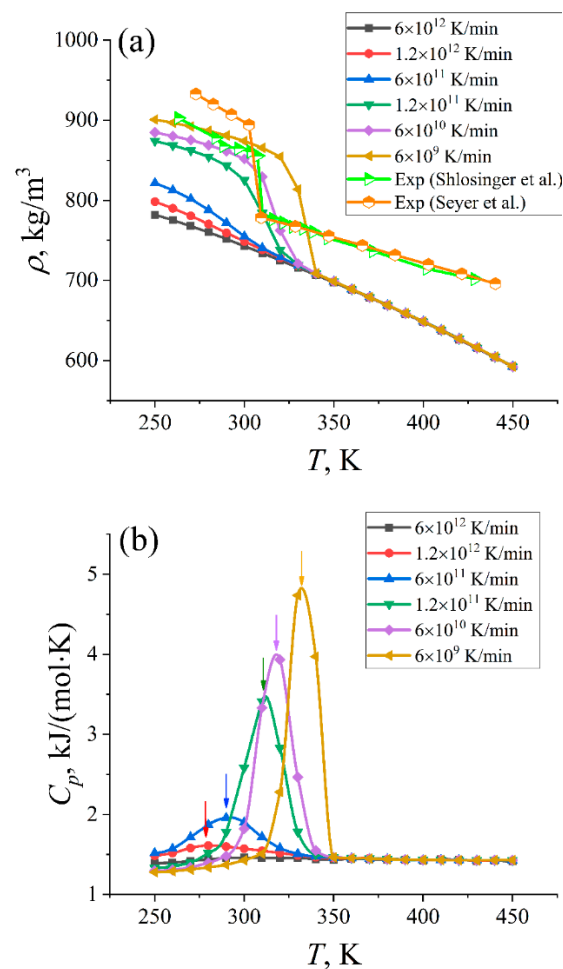 (a)
6×10¹² K/min
1.2×10¹² K/min
6×10¹¹ K/min
1.2×10¹¹ K/min
6×10¹⁰ K/min
6×10⁹ K/min
Exp (Shlosinger et al.)
Exp (Seyer et al.)
1000
900
800
700
600
ρ, kg/m³
250 300 350 400 450
T, K
(b)
6×10¹² K/min
1.2×10¹² K/min
6×10¹¹ K/min
1.2×10¹¹ K/min
6×10¹⁰ K/min
6×10⁹ K/min
5
4
3
2
1
Cₚ, kJ/(mol·K)
250 300 350 400 450
T, K